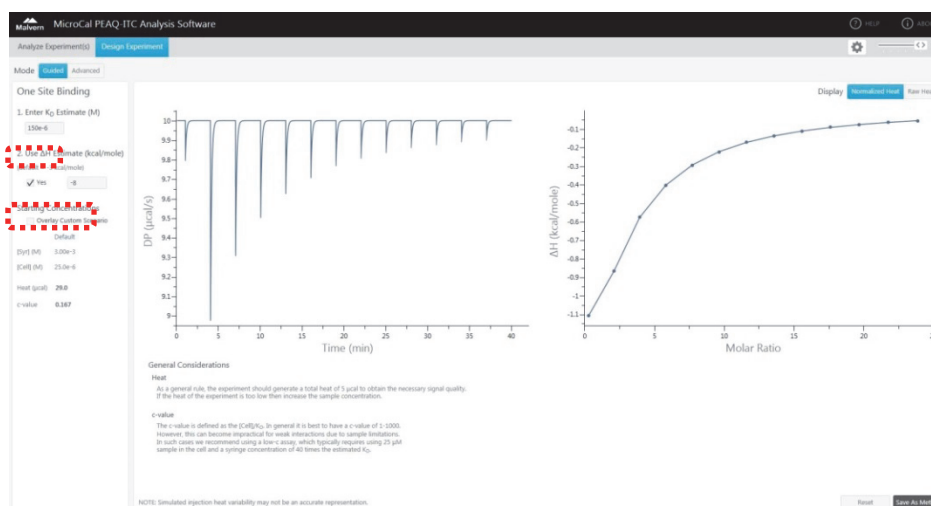 Malvern MicroCal PEAQ-ITC Analysis Software
HELP
Analyze Experiment(s) Design Experiment
Mode Guided Advanced
One Site Binding
Display Normalized Heat Raw
1. Enter KD Estimate (M)
150e-6
2. Use ΔH Estimate (kcal/mole)
Yes -8
Starting Concentrations
Overlay Custom Scenario
Default
[Syr] (M) 3.00e-3
[Cell] (M) 25.0e-6
Heat (μcal) 29.0
c-value 0.167
10
9.9
9.8
9.7
9.6
9.5
9.4
9.3
9.2
9.1
9
DP (μcal/s)
0 5 10 15 20 25 30 35 40
Time (min)
-0.1
-0.2
-0.3
-0.4
-0.5
-0.6
-0.7
-0.8
-0.9
-1
-1.1
ΔH (kcal/mole)
0 5 10 15 20
Molar Ratio
General Considerations
Heat
As a general rule, the experiment should generate a total heat of 5 μcal to obtain the necessary signal quality.
If the heat of the experiment is too low then increase the sample concentration.
c-value
The c-value is defined as the [Cell]/KD. In general it is best to have a c-value of 1-1000.
However, this can become impractical for weak interactions due to sample limitations.
In such cases we recommend using a low-c assay, which typically requires using 25 μM
sample in the cell and a syringe concentration of 40 times the estimated KD.
NOTE: Simulated injection heat variability may not be an accurate representation.
Reset Save As